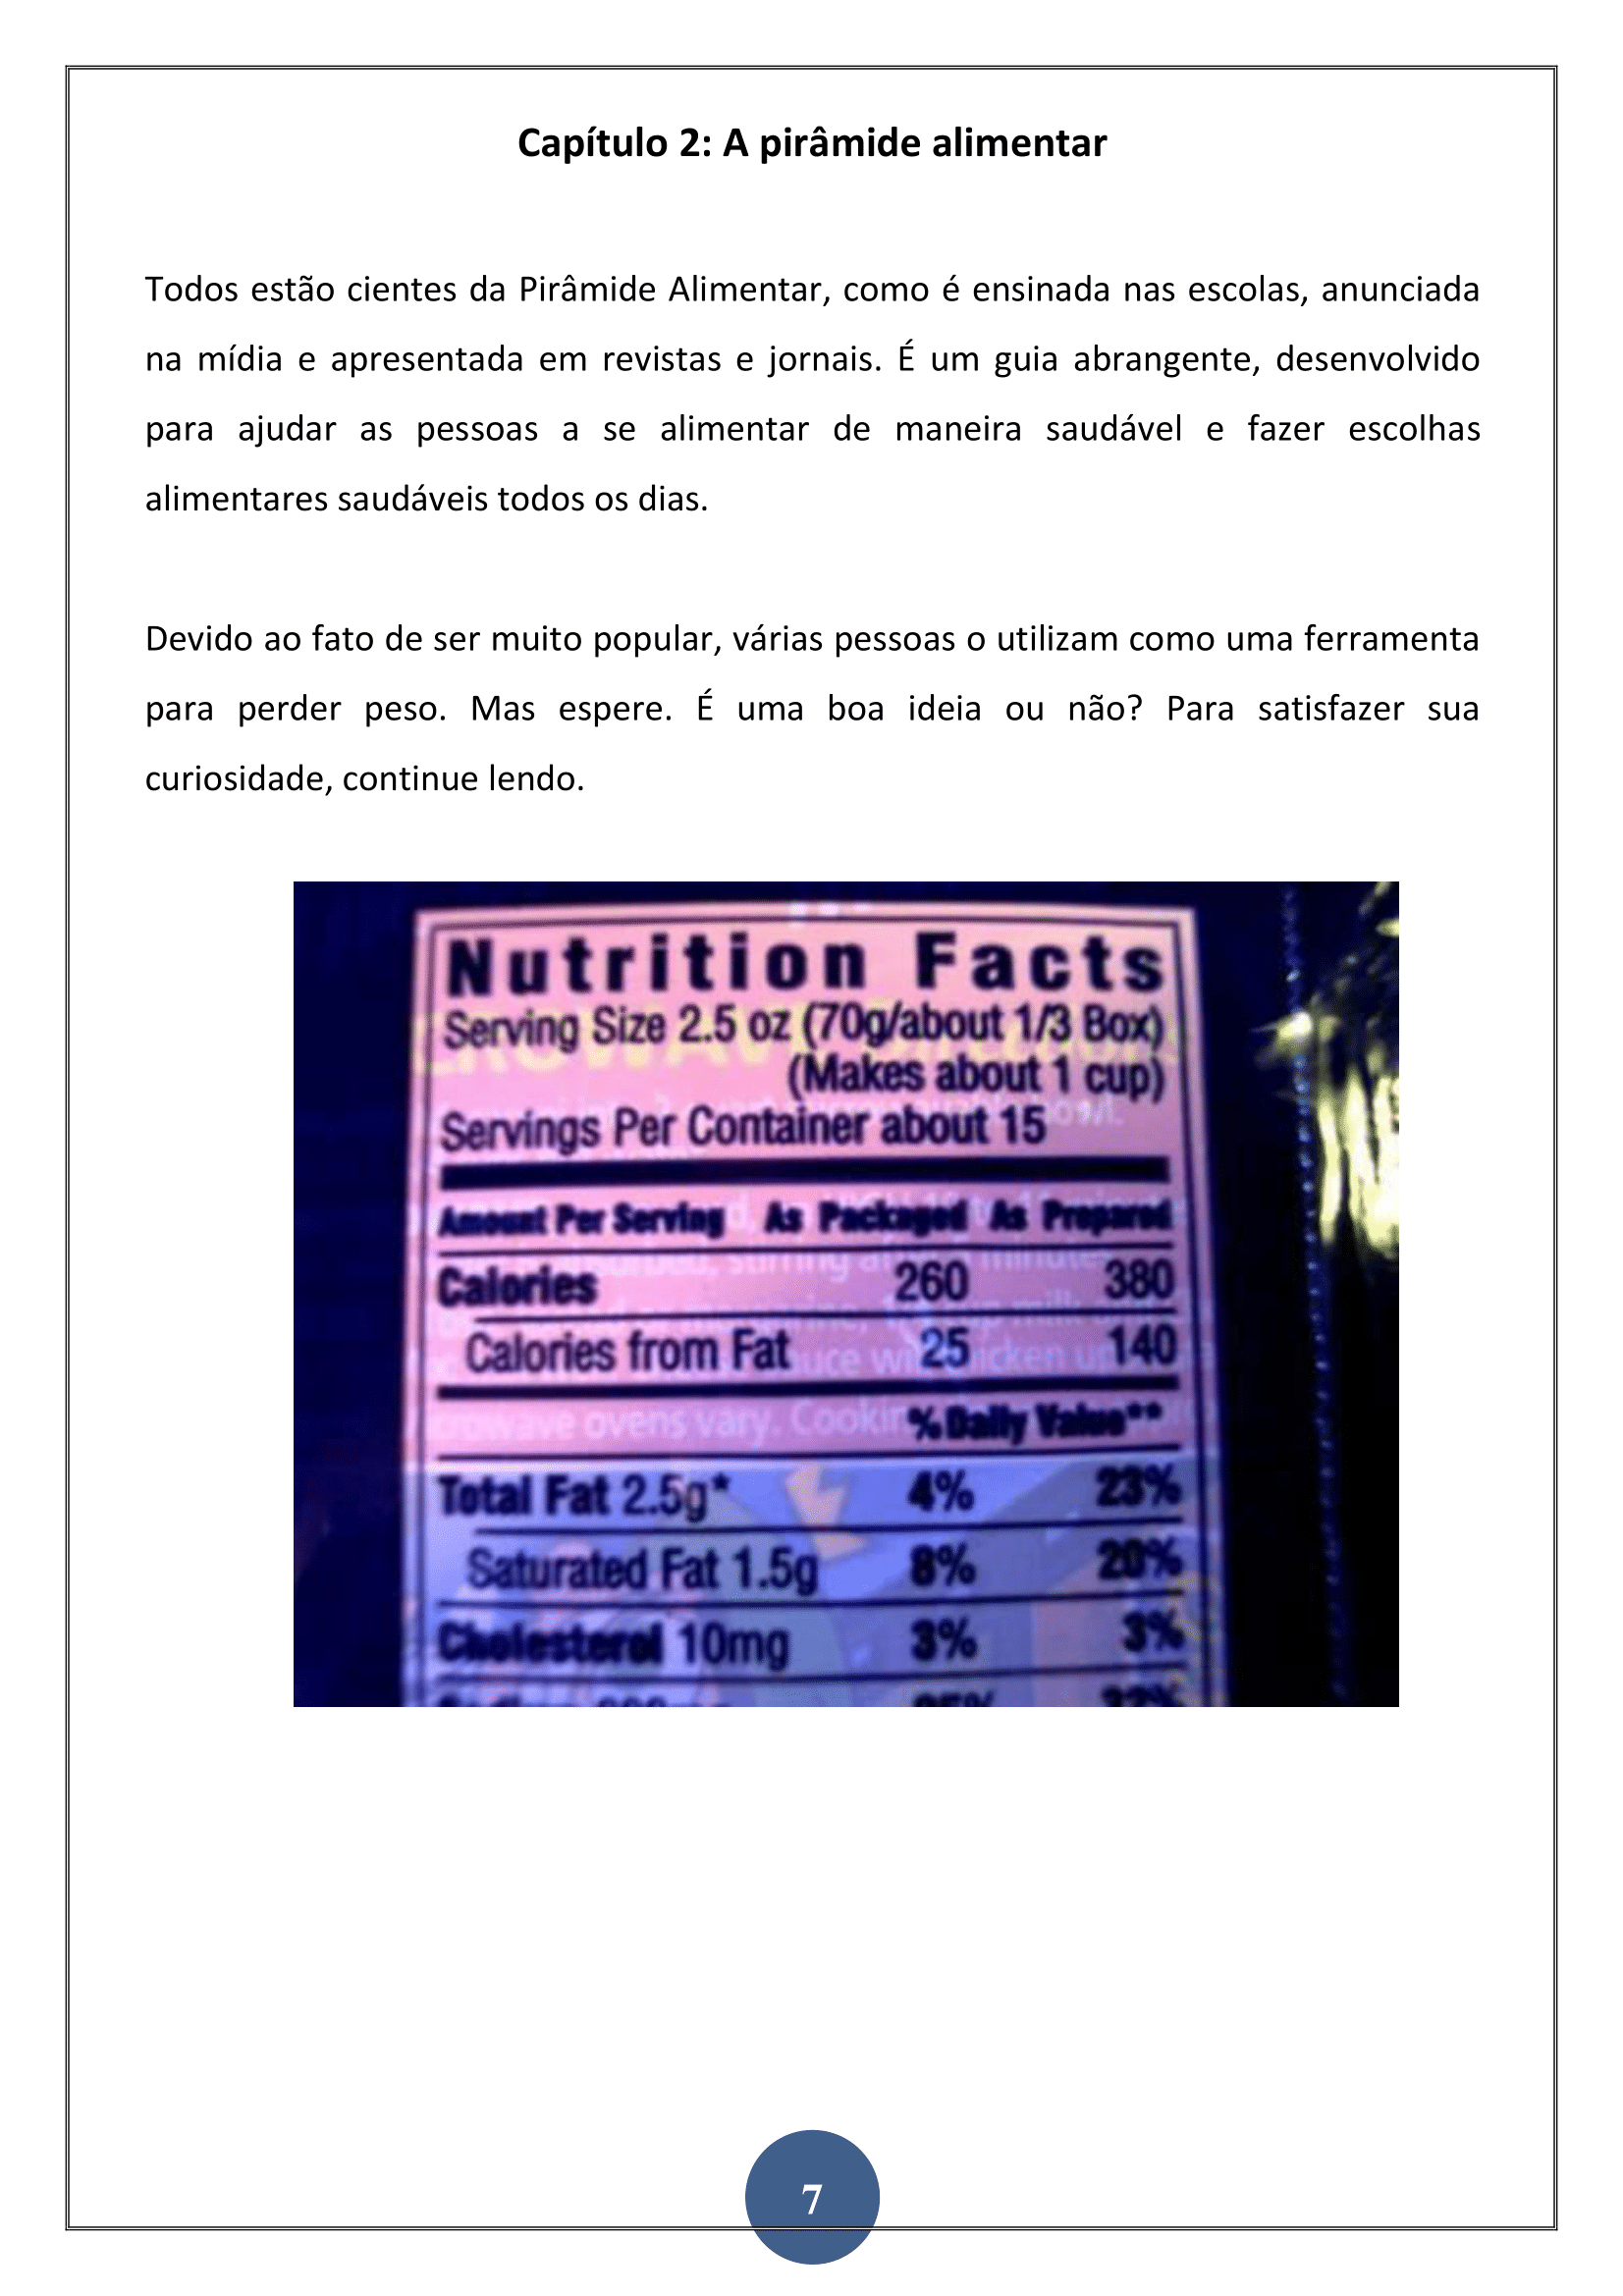 Capítulo 2: A pirâmide alimentar
Todos estão cientes da Pirâmide Alimentar, como é ensinada nas escolas, anunciada
na mídia e apresentada em revistas e jornais. É um guia abrangente, desenvolvido
para ajudar as pessoas a se alimentar de maneira saudável e fazer escolhas
alimentares saudáveis todos os dias.
Devido ao fato de ser muito popular, várias pessoas o utilizam como uma ferramenta
para perder peso. Mas espere. É uma boa ideia ou não? Para satisfazer sua
curiosidade, continue lendo.
Nutrition Facts
Serving Size 2.5 oz (70g/about 1/3 Box)
(Makes about 1 cup)
Servings Per Container about 15
Amount Per Serving As Packaged As Prepared
Calories 260 380
Calories from Fat 25 140
% Daily Value**
Total Fat 2.5g* 4% 23%
Saturated Fat 1.5g 8% 20%
Cholesterol 10mg 3% 3%
7